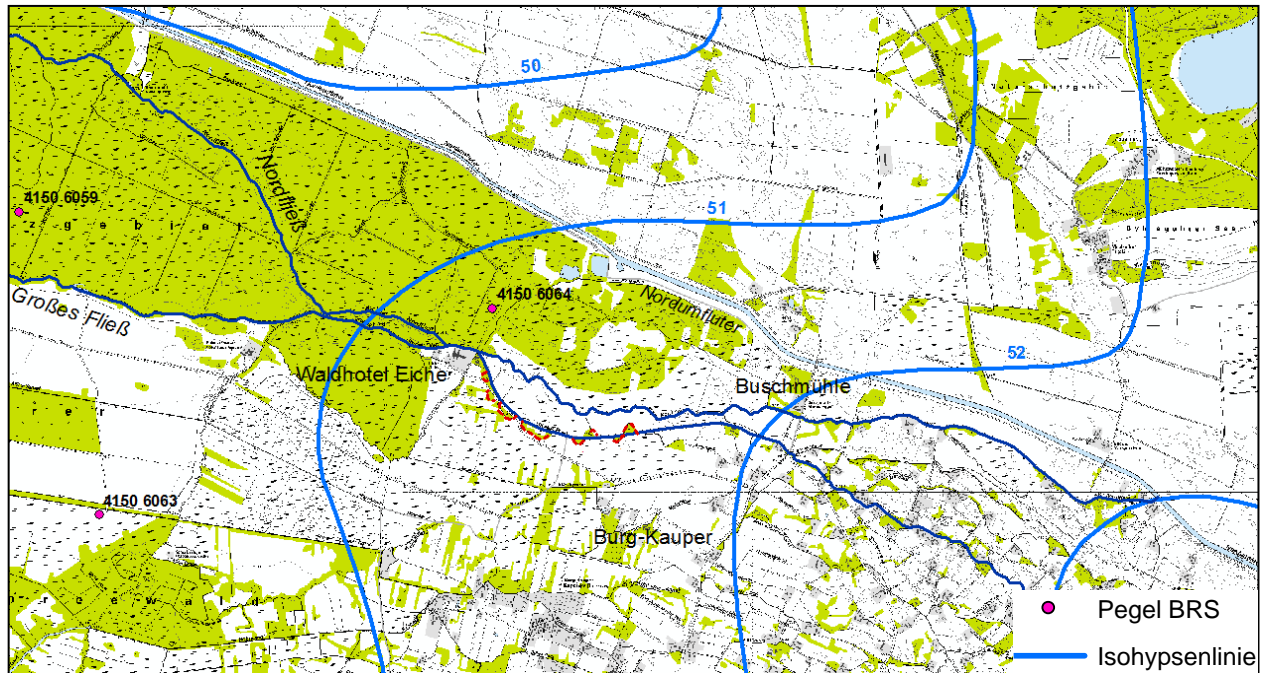 50
Nordfließ
4150 6059
z g e b i e t
51
4150 6064
Nordumfluter
Großes Fließ
52
Waldhotel Eiche
Buschmühle
4150 6063
Burg-Kauper
Pegel BRS
Isohypsenlinie